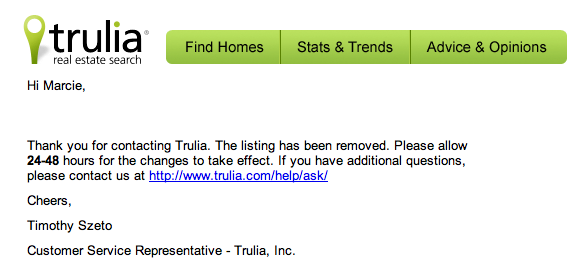 trulia®
real estate search
Find Homes
Stats & Trends
Advice & Opinions
Hi Marcie,
Thank you for contacting Trulia. The listing has been removed. Please allow
24-48 hours for the changes to take effect. If you have additional questions,
please contact us at http://www.trulia.com/help/ask/
Cheers,
Timothy Szeto
Customer Service Representative - Trulia, Inc.